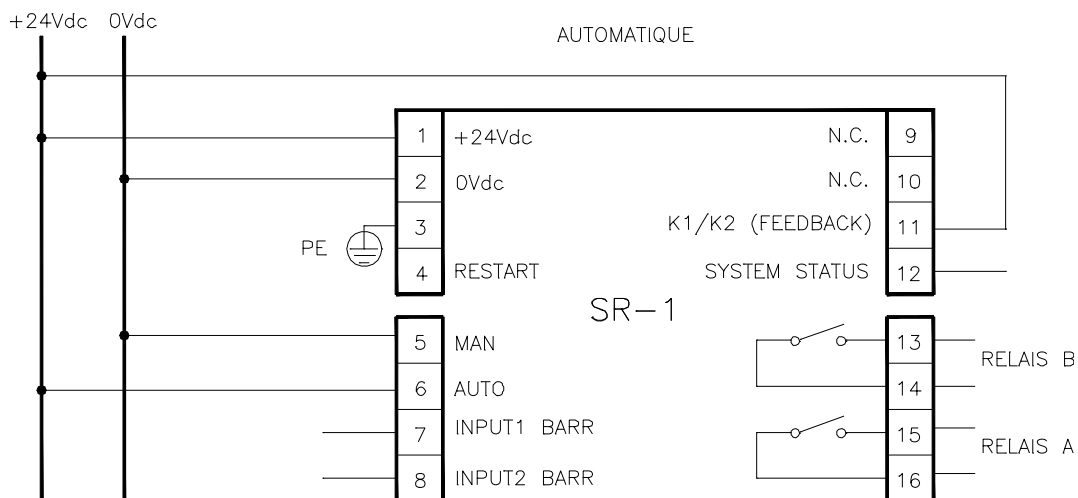 +24Vdc 0Vdc
AUTOMATIQUE
1 +24Vdc N.C. 9
2 0Vdc N.C. 10
3 K1/K2 (FEEDBACK) 11
PE
4 RESTART SYSTEM STATUS 12
SR-1
5 MAN 13
RELAIS B
6 AUTO 14
7 INPUT1 BARR 15
RELAIS A
8 INPUT2 BARR 16